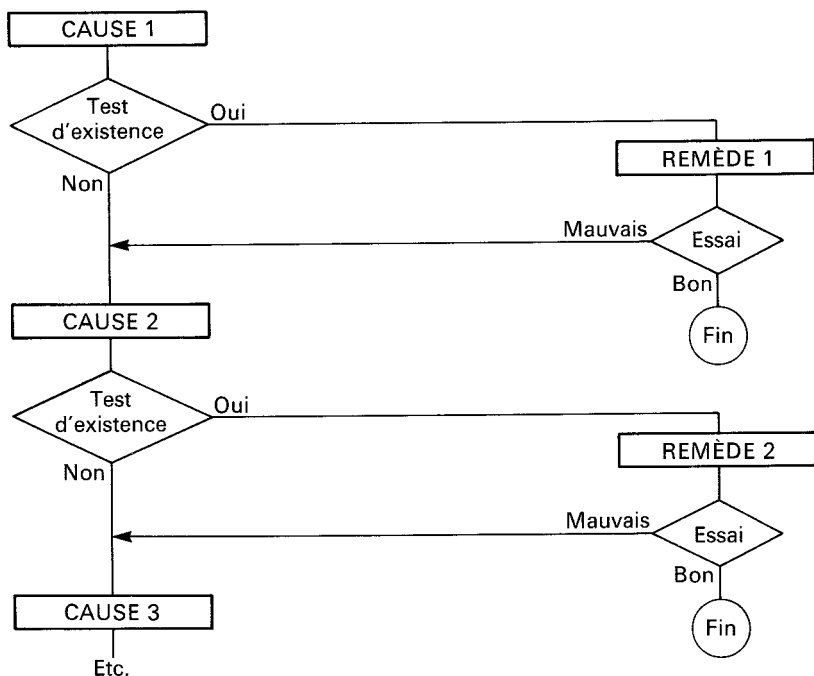 CAUSE 1
Test
d'existence
Oui
Non
REMÈDE 1
Mauvais
Essai
Bon
Fin
CAUSE 2
Test
d'existence
Oui
Non
REMÈDE 2
Mauvais
Essai
Bon
Fin
CAUSE 3
Etc.